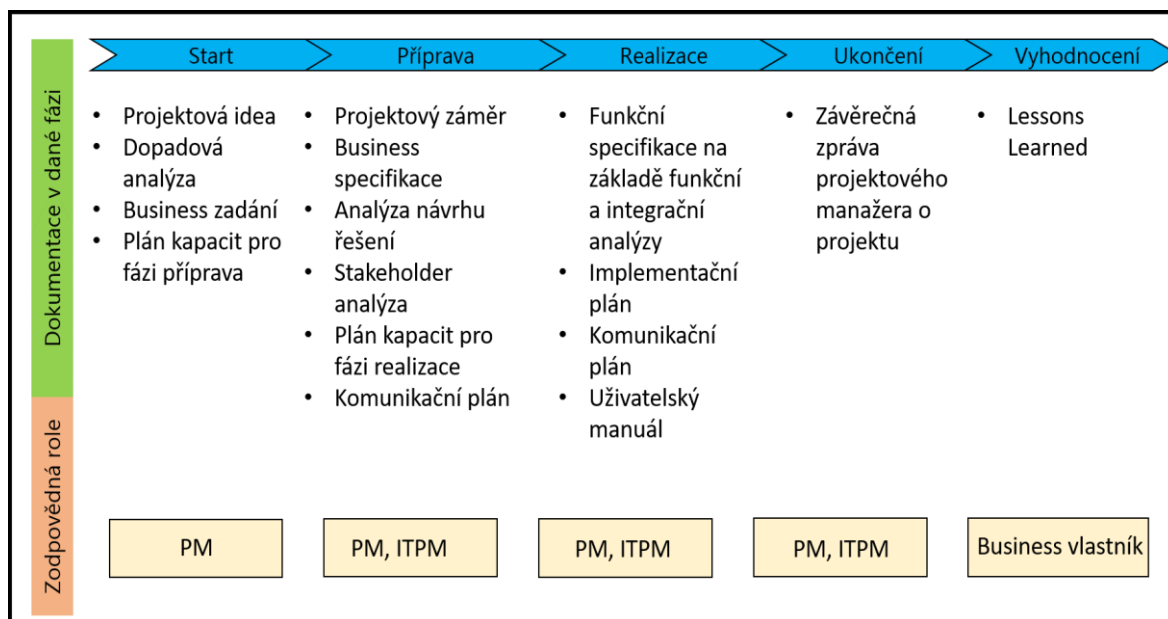 Dokumentace v dané fázi
Start
Příprava
Realizace
Ukončení
Vyhodnocení
• Projektová idea
• Dopadová
analýza
• Business zadání
• Plán kapacit pro
fázi příprava
• Projektový záměr
• Business
specifikace
• Analýza návrhu
řešení
• Stakeholder
analýza
• Plán kapacit pro
fázi realizace
• Komunikační plán
• Funkční
specifikace na
základě funkční
a integrační
analýzy
• Implementační
plán
• Komunikační
plán
• Uživatelský
manuál
• Závěrečná
zpráva
projektového
manažera o
projektu
• Lessons
Learned
Zodpovědná role
PM
PM, ITPM
PM, ITPM
PM, ITPM
Business vlastník